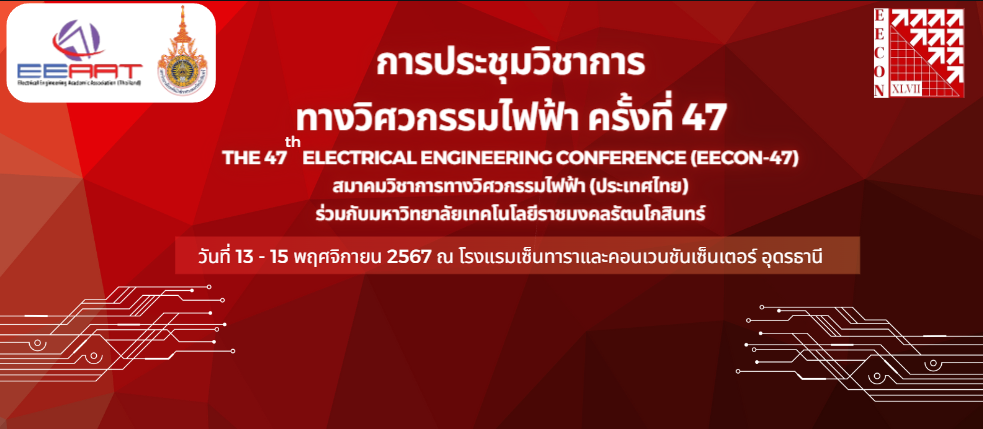 EEAAT
Electrical Engineering Academic Association (Thailand)
EECON
XLVII
การประชุมวิชาการ
ทางวิศวกรรมไฟฟ้า ครั้งที่ 47
THE 47th ELECTRICAL ENGINEERING CONFERENCE (EECON-47)
สมาคมวิชาการทางวิศวกรรมไฟฟ้า (ประเทศไทย)
ร่วมกับมหาวิทยาลัยเทคโนโลยีราชมงคลรัตนโกสินทร์
วันที่ 13 - 15 พฤศจิกายน 2567 ณ โรงแรมเซ็นทาราและคอนเวนชันเซ็นเตอร์ อุดรธานี